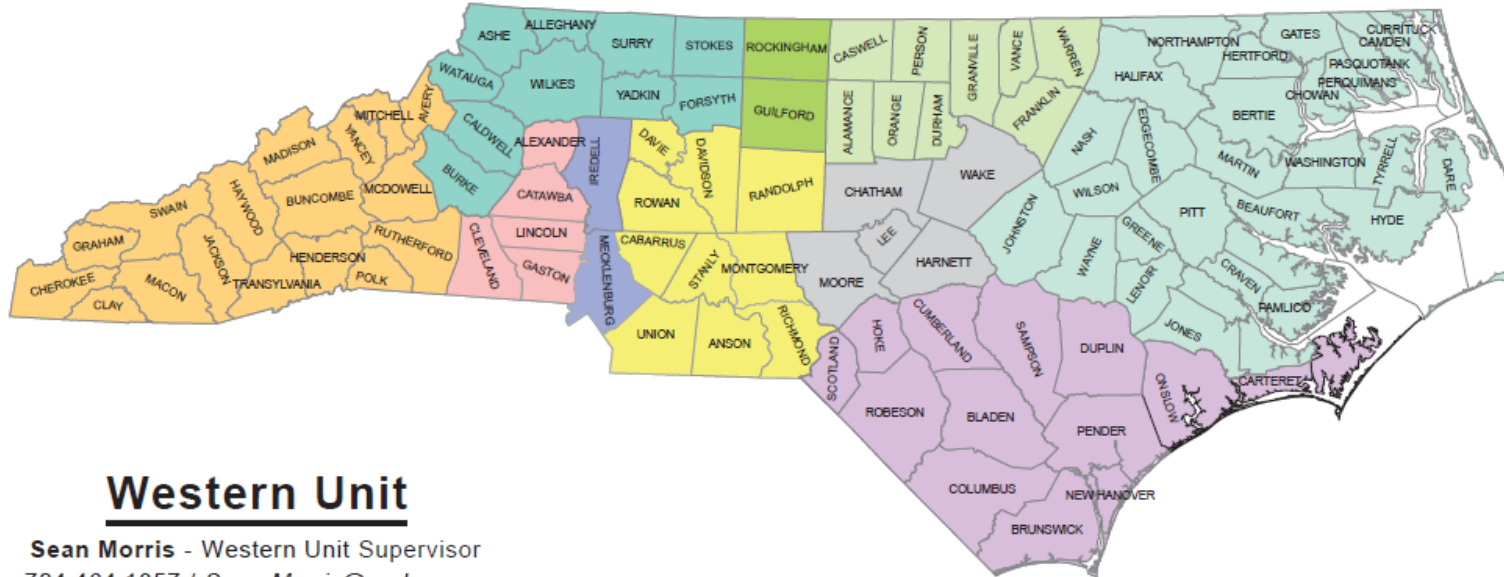 ALLEGHANY
ASHE
SURRY
STOKES
ROCKINGHAM
CASWELL
PERSON
GRANVILLE
VANCE
WARREN
NORTHAMPTON
GATES
CURRITUCK
CAMDEN
HERTFORD
PASQUOTANK
PERQUIMANS
CHOWAN
HALIFAX
WATAUGA
WILKES
YADKIN
FORSYTH
GUILFORD
ALAMANCE
ORANGE
DURHAM
FRANKLIN
BERTIE
AVERY
MITCHELL
YANCEY
CALDWELL
ALEXANDER
IREDELL
DAVIE
DAVIDSON
NASH
EDGECOMBE
MARTIN
WASHINGTON
TYRRELL
DARE
MADISON
BURKE
MCDOWELL
BUNCOMBE
HAYWOOD
SWAIN
CATAWBA
ROWAN
RANDOLPH
CHATHAM
WAKE
WILSON
JOHNSTON
PITT
BEAUFORT
HYDE
GRAHAM
JACKSON
HENDERSON
RUTHERFORD
CLEVELAND
LINCOLN
CABARRUS
STANLY
MONTGOMERY
LEE
HARNETT
WAYNE
GREENE
CHEROKEE
CLAY
MACON
TRANSYLVANIA
POLK
GASTON
MECKLENBURG
MOORE
LENOIR
CRAVEN
PAMLICO
UNION
ANSON
RICHMOND
SCOTLAND
HOKE
CUMBERLAND
SAMPSON
DUPLIN
JONES
ONSLOW
CARTERET
ROBESON
BLADEN
PENDER
COLUMBUS
NEW HANOVER
BRUNSWICK
Western Unit
Sean Morris - Western Unit Supervisor